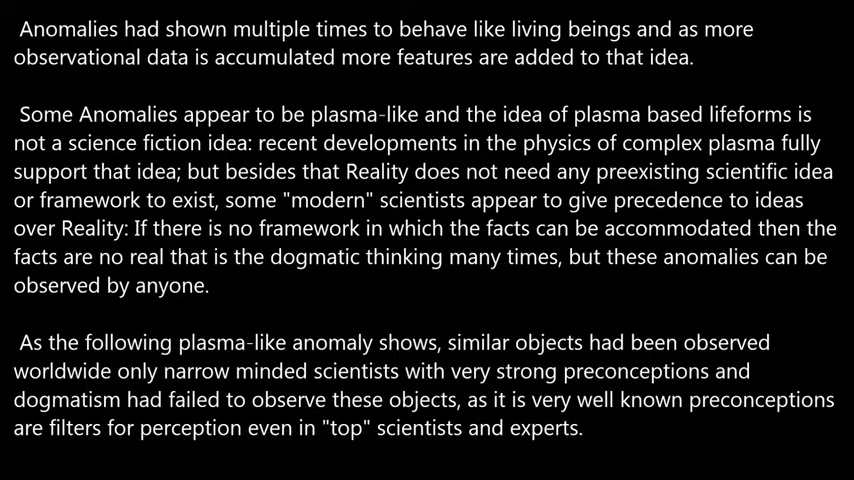 Anomalies had shown multiple times to behave like living beings and as more
observational data is accumulated more features are added to that idea.
Some Anomalies appear to be plasma-like and the idea of plasma based lifeforms is
not a science fiction idea: recent developments in the physics of complex plasma fully
support that idea; but besides that Reality does not need any preexisting scientific idea
or framework to exist, some "modern" scientists appear to give precedence to ideas
over Reality: If there is no framework in which the facts can be accommodated then the
facts are no real that is the dogmatic thinking many times, but these anomalies can be
observed by anyone.
As the following plasma-like anomaly shows, similar objects had been observed
worldwide only narrow minded scientists with very strong preconceptions and
dogmatism had failed to observe these objects, as it is very well known preconceptions
are filters for perception even in "top" scientists and experts.